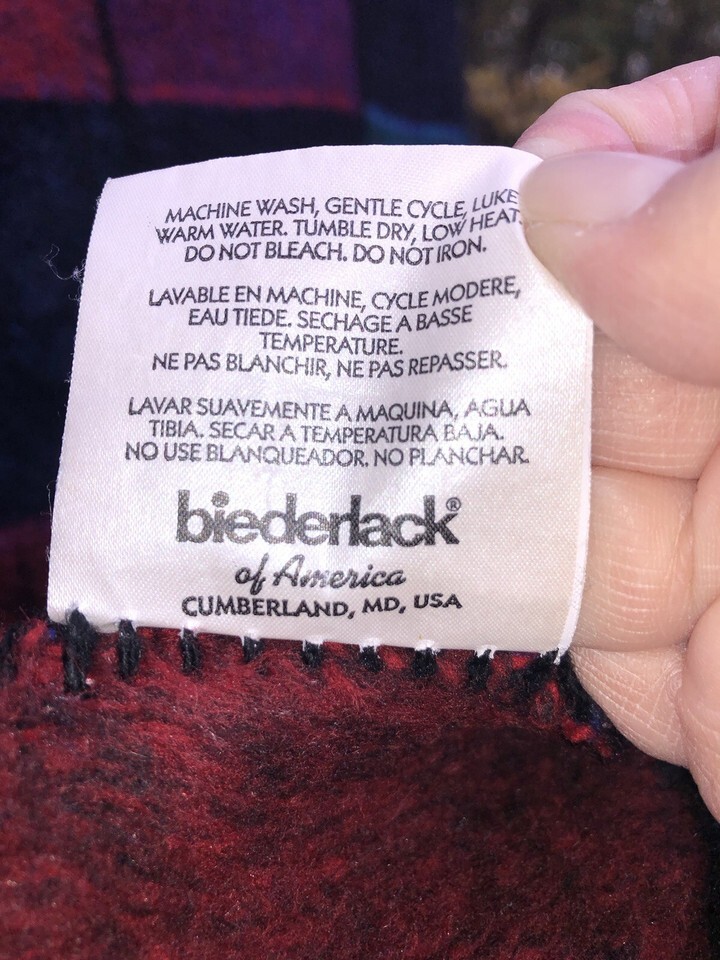 MACHINE WASH, GENTLE CYCLE, LUKE
WARM WATER. TUMBLE DRY, LOW HEAT.
DO NOT BLEACH. DO NOT IRON.
LAVABLE EN MACHINE, CYCLE MODERE,
EAU TIEDE. SECHAGE A BASSE
TEMPERATURE.
NE PAS BLANCHIR, NE PAS REPASSER.
LAVAR SUAVEMENTE A MAQUINA, AGUA
TIBIA. SECAR A TEMPERATURA BAJA.
NO USE BLANQUEADOR. NO PLANCHAR.
biederlack®
of America
CUMBERLAND, MD, USA